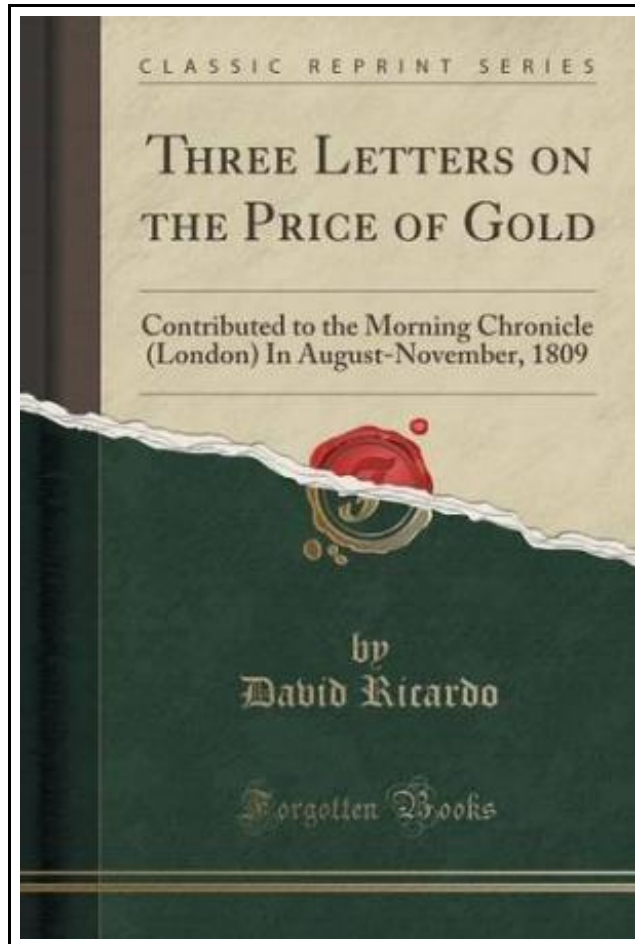 CLASSIC REPRINT SERIES
THREE LETTERS ON
THE PRICE OF GOLD
Contributed to the Morning Chronicle
(London) In August-November, 1809
by
David Ricardo
Forgotten Books